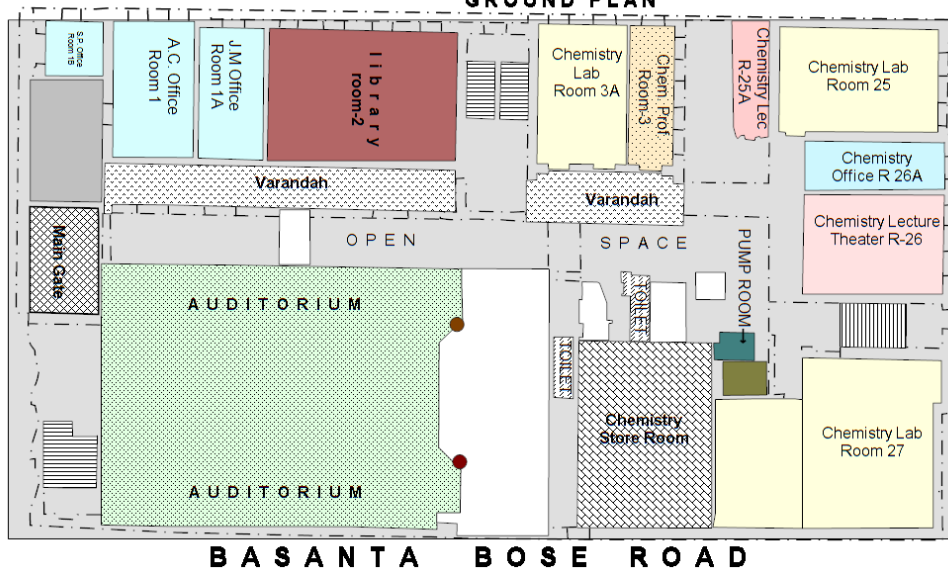 GROUND PLAN
S.P. Office
Room 1B
A.C. Office
Room 1
J.M Office
Room 1A
library
room-2
Chemistry
Lab
Room 3A
Chem. Prof
Room-3
Chemistry Lec
R-25A
Chemistry Lab
Room 25
Chemistry
Office R 26A
Varandah
Varandah
Chemistry Lecture
Theater R-26
Main Gate
OPEN SPACE
PUMP ROOM
AUDITORIUM
TOILET
TOILET
Chemistry
Store Room
Chemistry Lab
Room 27
AUDITORIUM
BASANTA BOSE ROAD